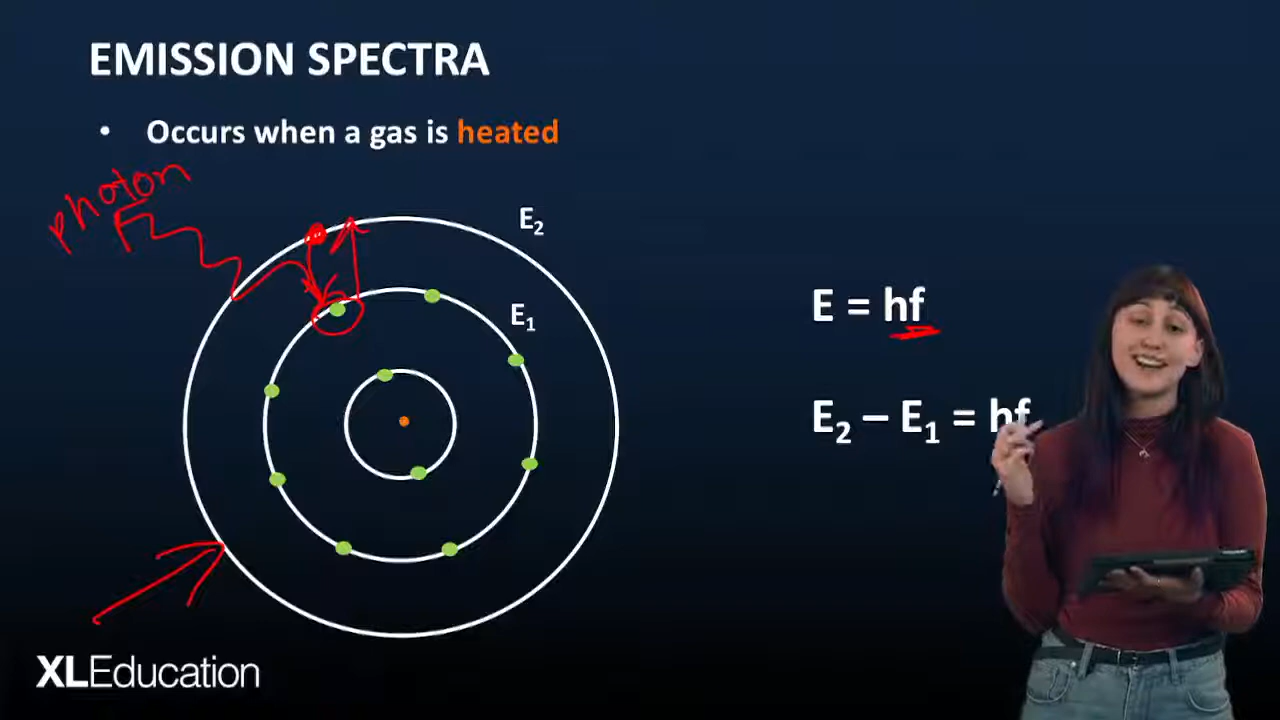 EMISSION SPECTRA
• Occurs when a gas is heated
photon
E₂
E₁
E = hf
E₂ – E₁ = hf
XLEducation